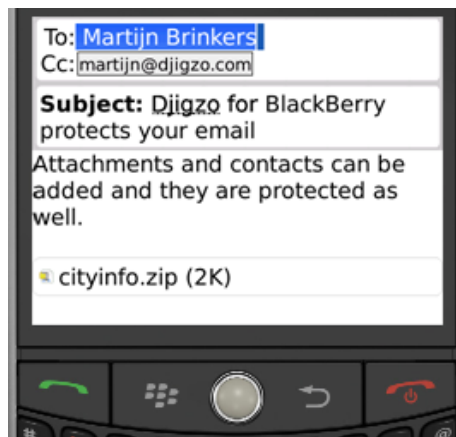 To: Martijn Brinkers
Cc: martijn@djigzo.com
Subject: Djigzo for BlackBerry
protects your email
Attachments and contacts can be
added and they are protected as
well.
cityinfo.zip (2K)
#
@